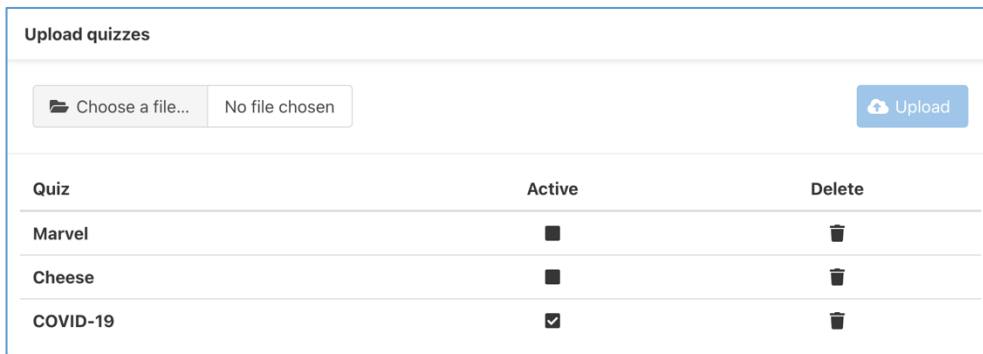 Upload quizzes
Choose a file... No file chosen Upload
Quiz Active Delete
Marvel
Cheese
COVID-19